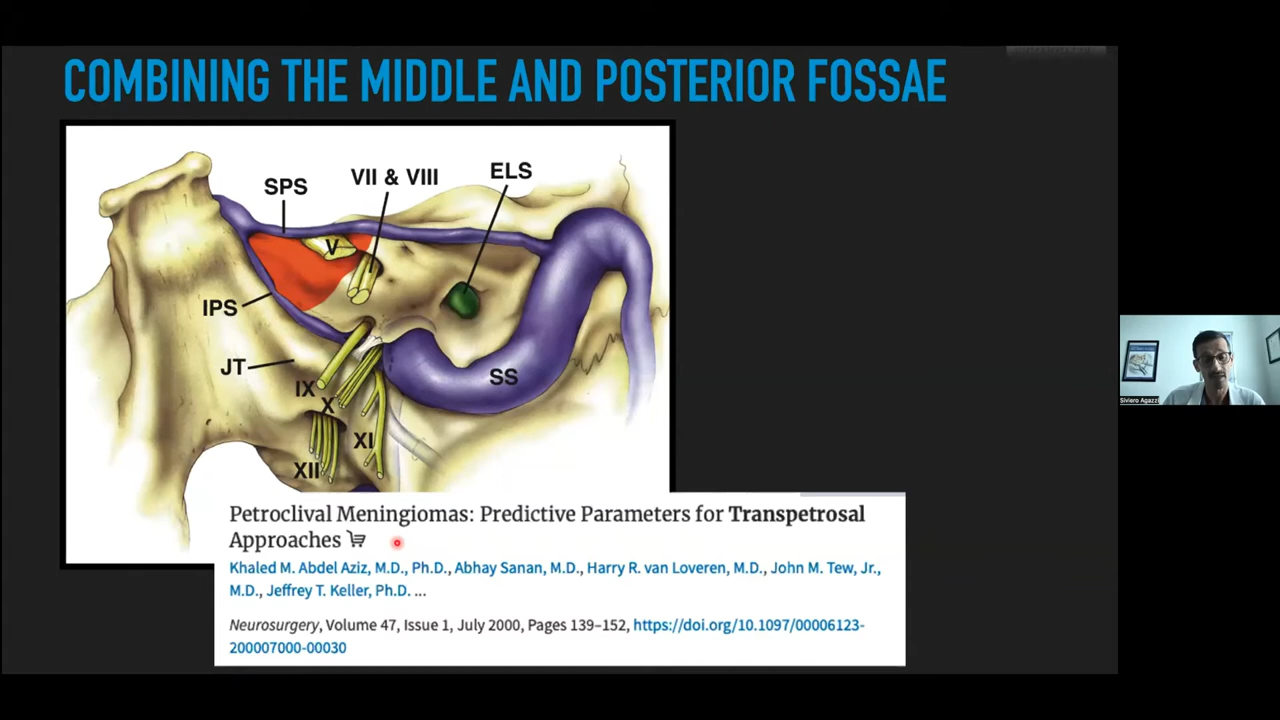 COMBINING THE MIDDLE AND POSTERIOR FOSSAE
SPS
VII & VIII
ELS
V
IPS
JT
IX
X
SS
XI
XII
Petroclival Meningiomas: Predictive Parameters for Transpetrosal
Approaches
Khaled M. Abdel Aziz, M.D., Ph.D., Abhay Sanan, M.D., Harry R. van Loveren, M.D., John M. Tew, Jr.,
M.D., Jeffrey T. Keller, Ph.D. ...
Neurosurgery, Volume 47, Issue 1, July 2000, Pages 139–152, https://doi.org/10.1097/00006123-
200007000-00030
Siviero Agazzi